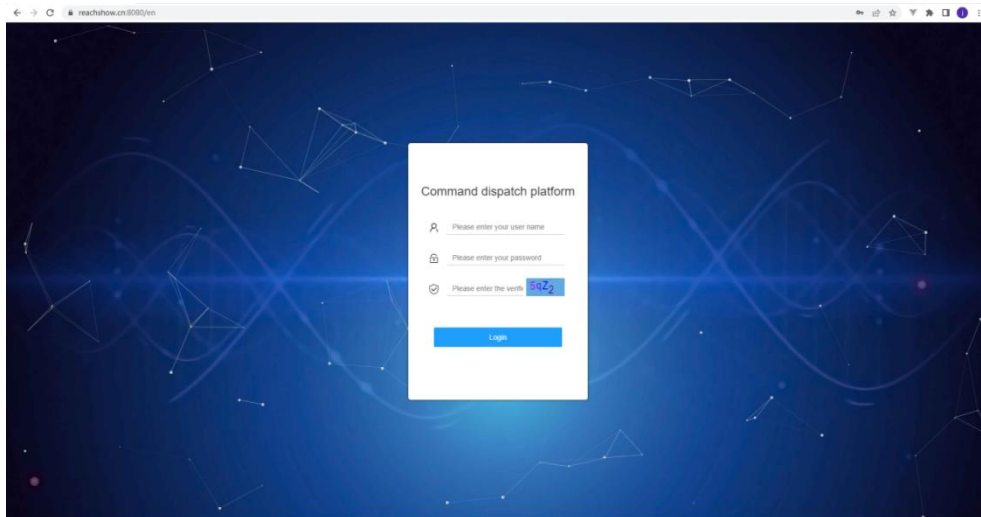 reachshow.cn:8080/en
Command dispatch platform
Please enter your user name
Please enter your password
Please enter the
Login